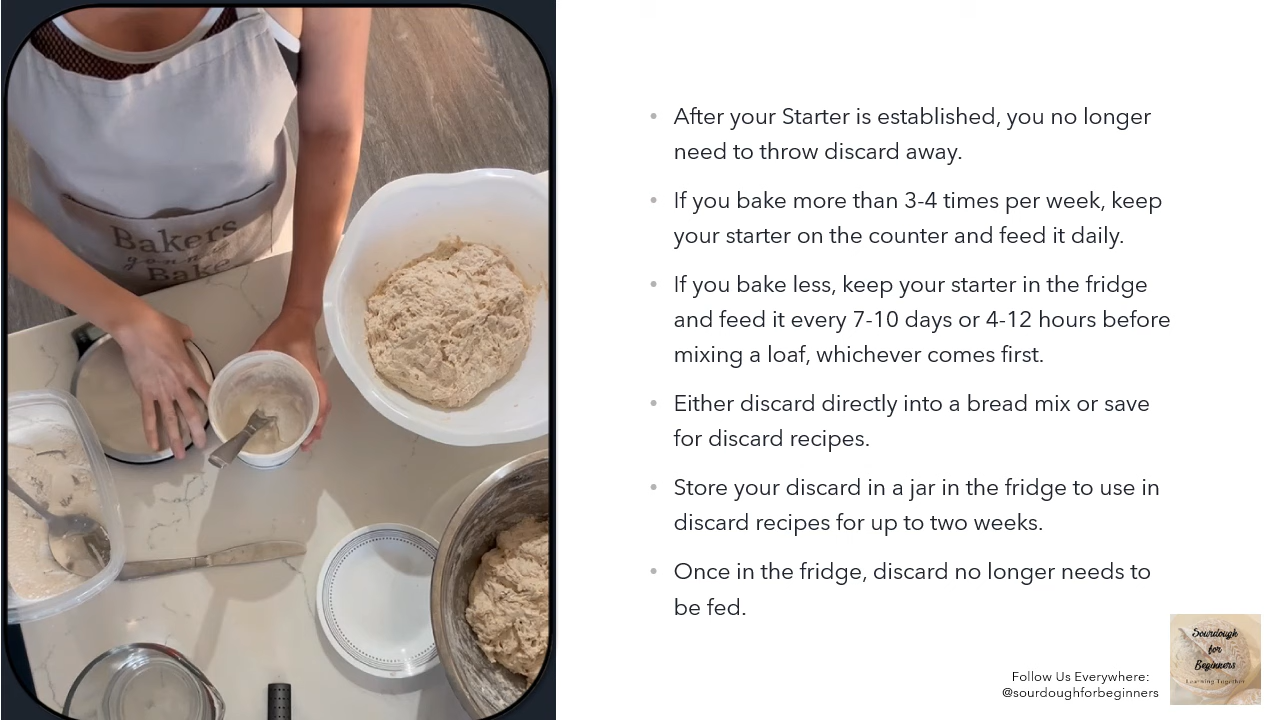 Bakers
gonna
Bake
• After your Starter is established, you no longer
need to throw discard away.
• If you bake more than 3-4 times per week, keep
your starter on the counter and feed it daily.
• If you bake less, keep your starter in the fridge
and feed it every 7-10 days or 4-12 hours before
mixing a loaf, whichever comes first.
• Either discard directly into a bread mix or save
for discard recipes.
• Store your discard in a jar in the fridge to use in
discard recipes for up to two weeks.
• Once in the fridge, discard no longer needs to
be fed.
Follow Us Everywhere:
@sourdoughforbeginners
Sourdough
for
Beginners
Learning Together